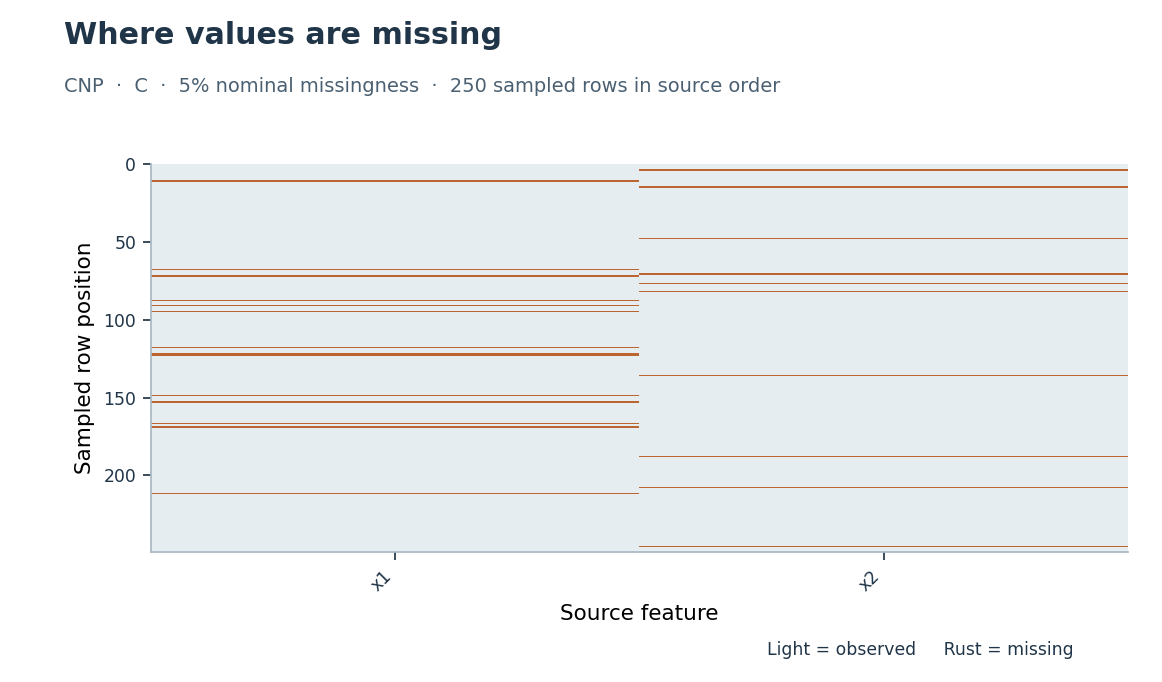 Where values are missing
CNP · C · 5% nominal missingness · 250 sampled rows in source order
0
50
100
150
200
Sampled row position
x1
x2
Source feature
Light = observed Rust = missing